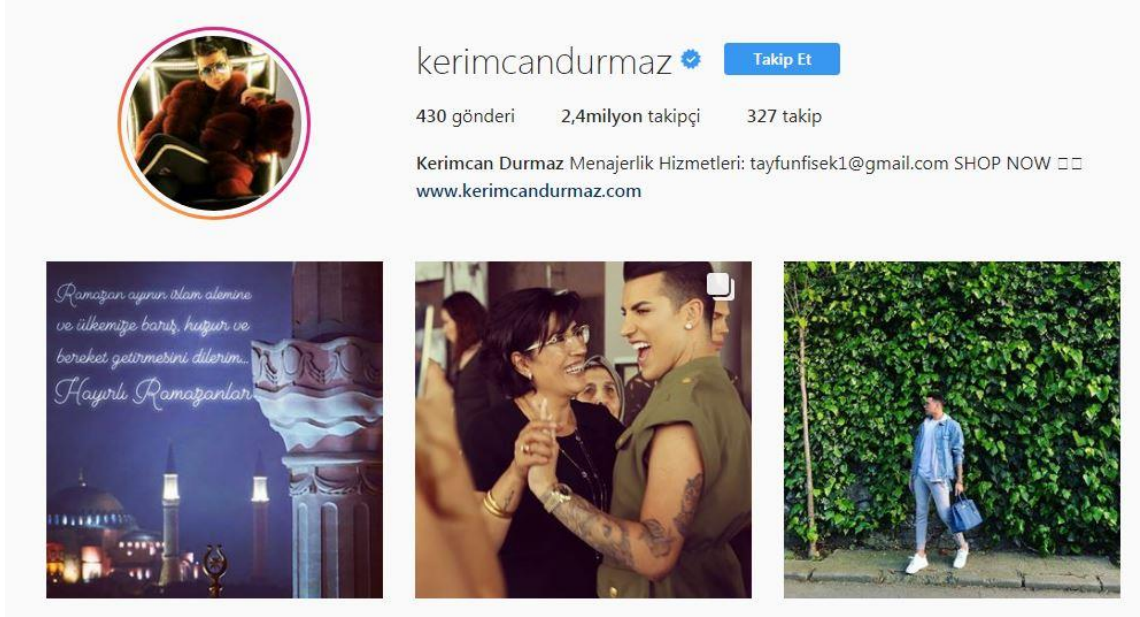 kerimcandurmaz Takip Et
430 gönderi 2,4milyon takipçi 327 takip
Kerimcan Durmaz Menajerlik Hizmetleri: tayfunfisek1@gmail.com SHOP NOW
www.kerimcandurmaz.com
Ramazan ayının islam alemine
ve ülkemize barış, huzur ve
bereket getirmesini dilerim...
Hayırlı Ramazanlar